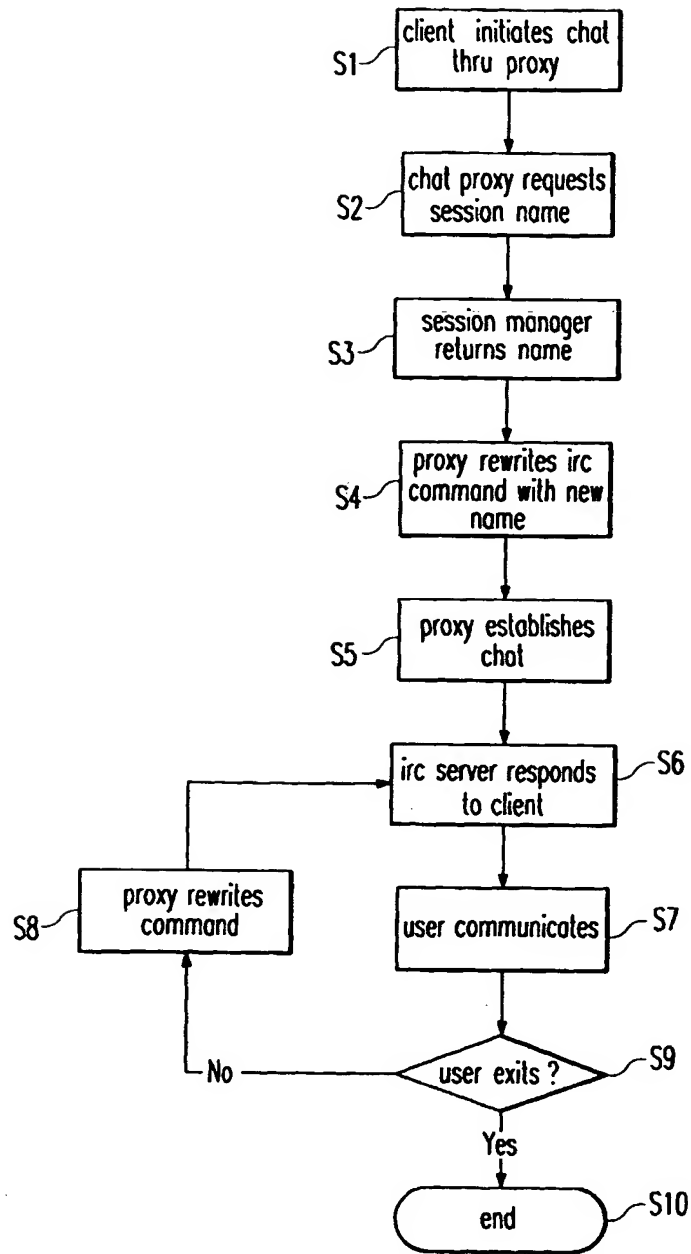 client initiates chat
thru proxy
S1
chat proxy requests
session name
S2
session manager
returns name
S3
proxy rewrites irc
command with new
name
S4
proxy establishes
chat
S5
irc server responds
to client
S6
proxy rewrites
command
S8
user communicates
S7
user exits ?
S9
No
Yes
end
S10